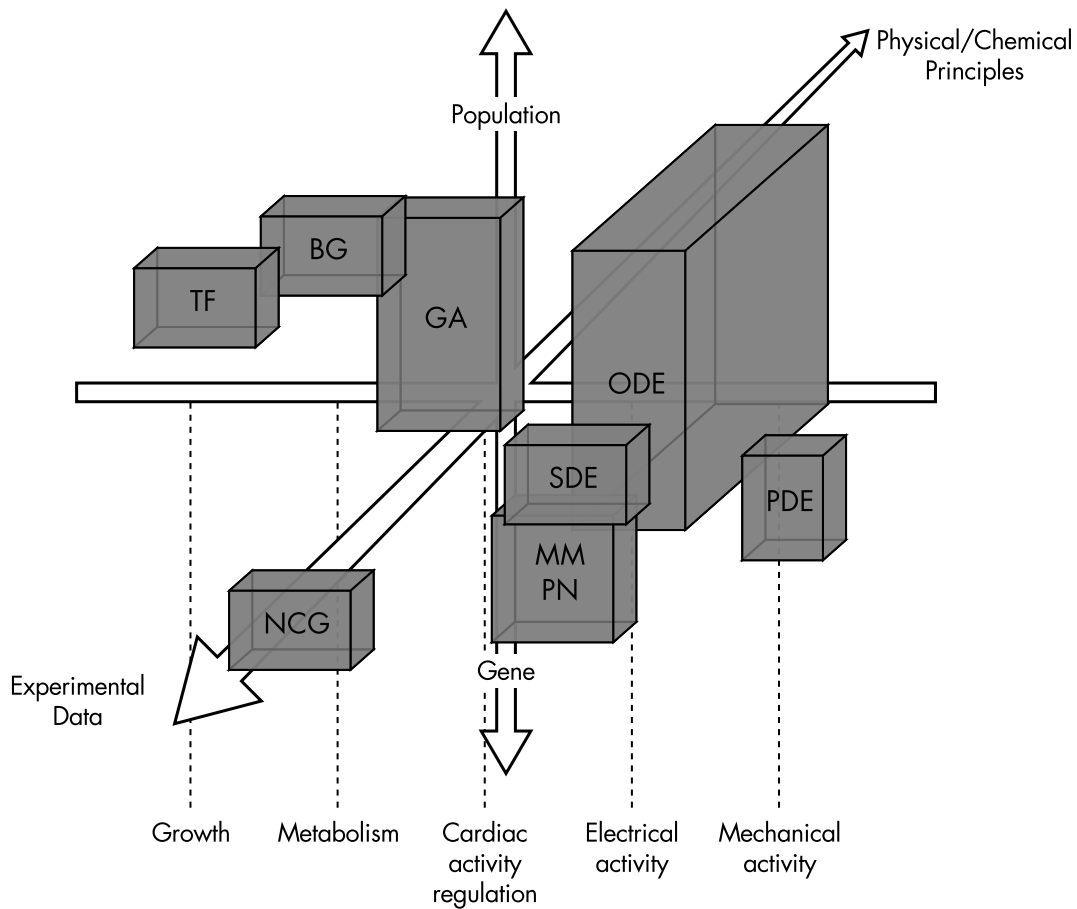 Physical/Chemical
Principles
Population
BG
TF
GA
ODE
SDE
PDE
MM
PN
NCG
Gene
Experimental
Data
Growth
Metabolism
Cardiac
activity
regulation
Electrical
activity
Mechanical
activity